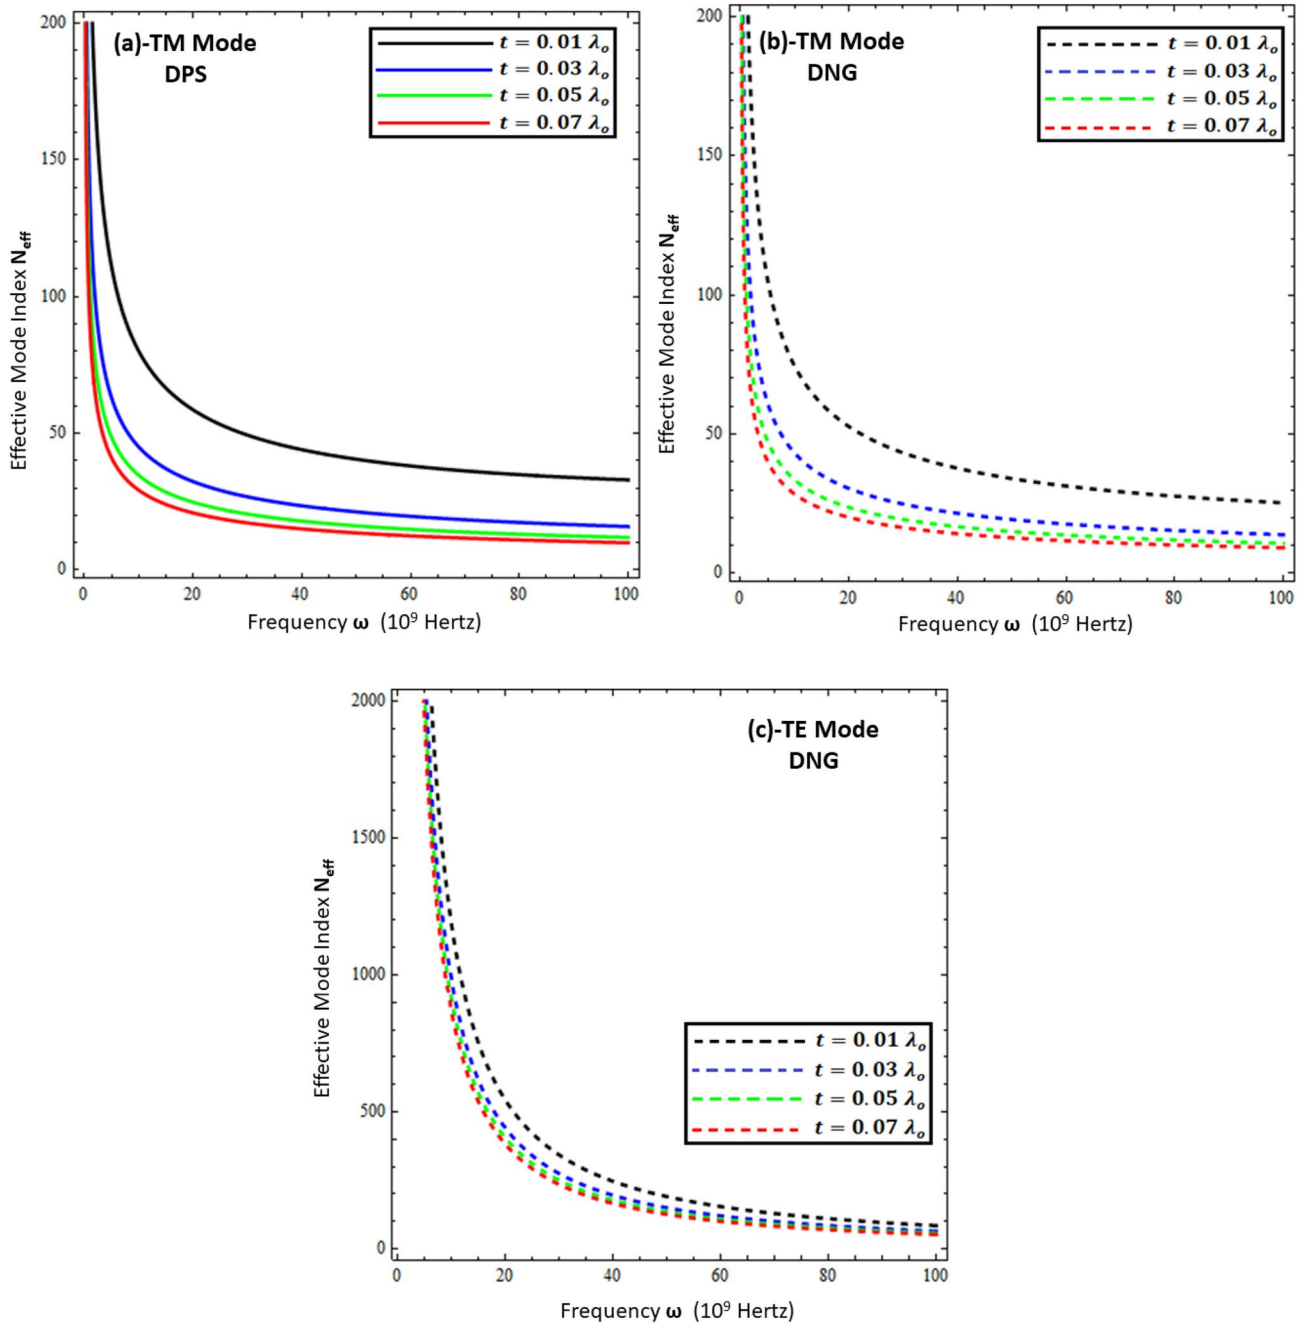 (a)-TM Mode
DPS
t = 0.01 λₒ
t = 0.03 λₒ
t = 0.05 λₒ
t = 0.07 λₒ
200
150
100
50
0
Effective Mode Index Neff
0 20 40 60 80 100
Frequency ω (10⁹ Hertz)
(b)-TM Mode
DNG
t = 0.01 λₒ
t = 0.03 λₒ
t = 0.05 λₒ
t = 0.07 λₒ
200
150
100
50
0
Effective Mode Index Neff
0 20 40 60 80 100
Frequency ω (10⁹ Hertz)
(c)-TE Mode
DNG
2000
1500
1000
500
0
Effective Mode Index Neff
t = 0.01 λₒ
t = 0.03 λₒ
t = 0.05 λₒ
t = 0.07 λₒ
0 20 40 60 80 100
Frequency ω (10⁹ Hertz)